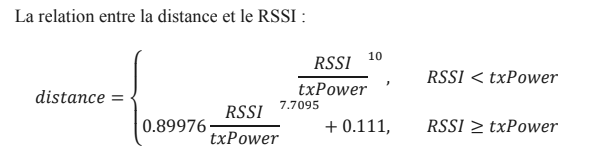 La relation entre la distance et le RSSI :
distance = { RSSI/txPower ^10 , RSSI < txPower
0.89976 RSSI/txPower ^7.7095 + 0.111, RSSI ≥ txPower